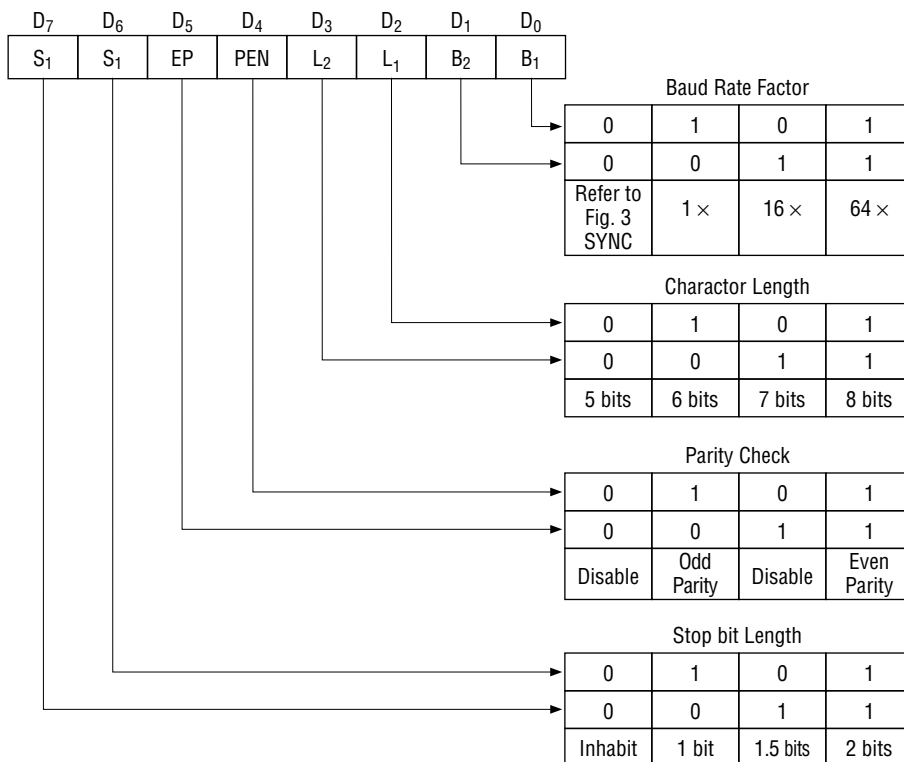 D7 D6 D5 D4 D3 D2 D1 D0
S1 S1 EP PEN L2 L1 B2 B1
Baud Rate Factor
0 1 0 1
0 0 1 1
Refer to Fig. 3 SYNC 1 × 16 × 64 ×
Charactor Length
0 1 0 1
0 0 1 1
5 bits 6 bits 7 bits 8 bits
Parity Check
0 1 0 1
0 0 1 1
Disable Odd Parity Disable Even Parity
Stop bit Length
0 1 0 1
0 0 1 1
Inhabit 1 bit 1.5 bits 2 bits